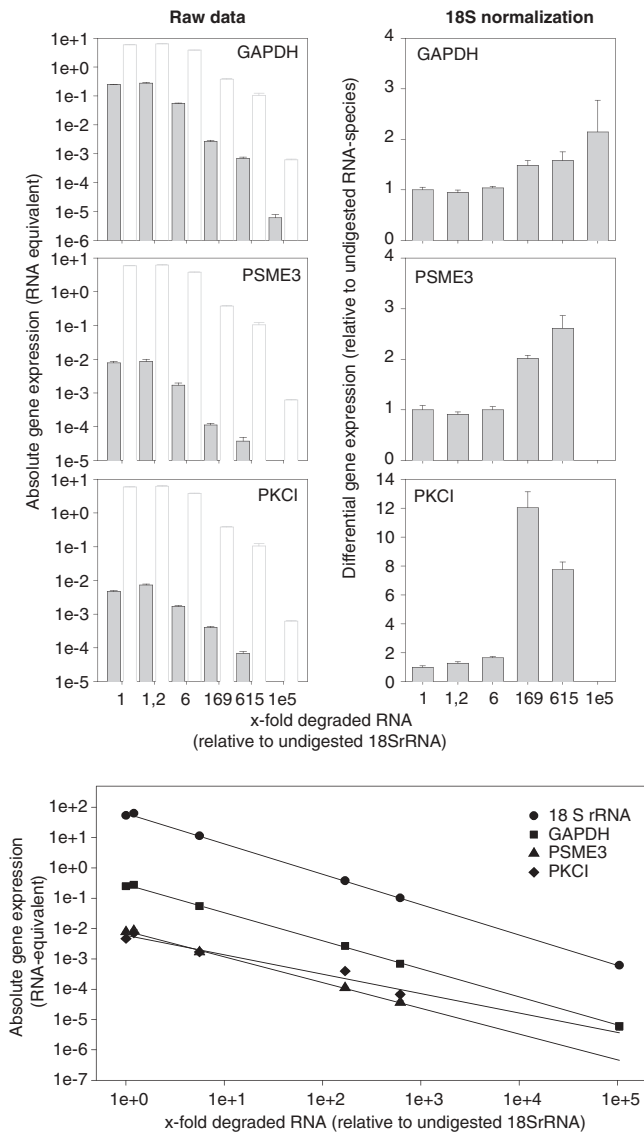 Raw data
18S normalization
Absolute gene expression (RNA equivalent)
1e+1
1e+0
1e-1
1e-2
1e-3
1e-4
1e-5
1e-6
GAPDH
1e+1
1e+0
1e-1
1e-2
1e-3
1e-4
1e-5
PSME3
1e+1
1e+0
1e-1
1e-2
1e-3
1e-4
1e-5
PKCI
1 1,2 6 169 615 1e5
Differential gene expression (relative to undigested RNA-species)
4
3
2
1
0
GAPDH
4
2
1
0
PSME3
14
12
10
8
6
4
2
0
PKCI
1 1,2 6 169 615 1e5
x-fold degraded RNA
(relative to undigested 18SrRNA)
Absolute gene expression
(RNA-equivalent)
1e+2
1e+1
1e+0
1e-1
1e-2
1e-3
1e-4
1e-5
1e-6
1e-7
18 S rRNA
GAPDH
PSME3
PKCI
1e+0 1e+1 1e+2 1e+3 1e+4 1e+5
x-fold degraded RNA (relative to undigested 18SrRNA)